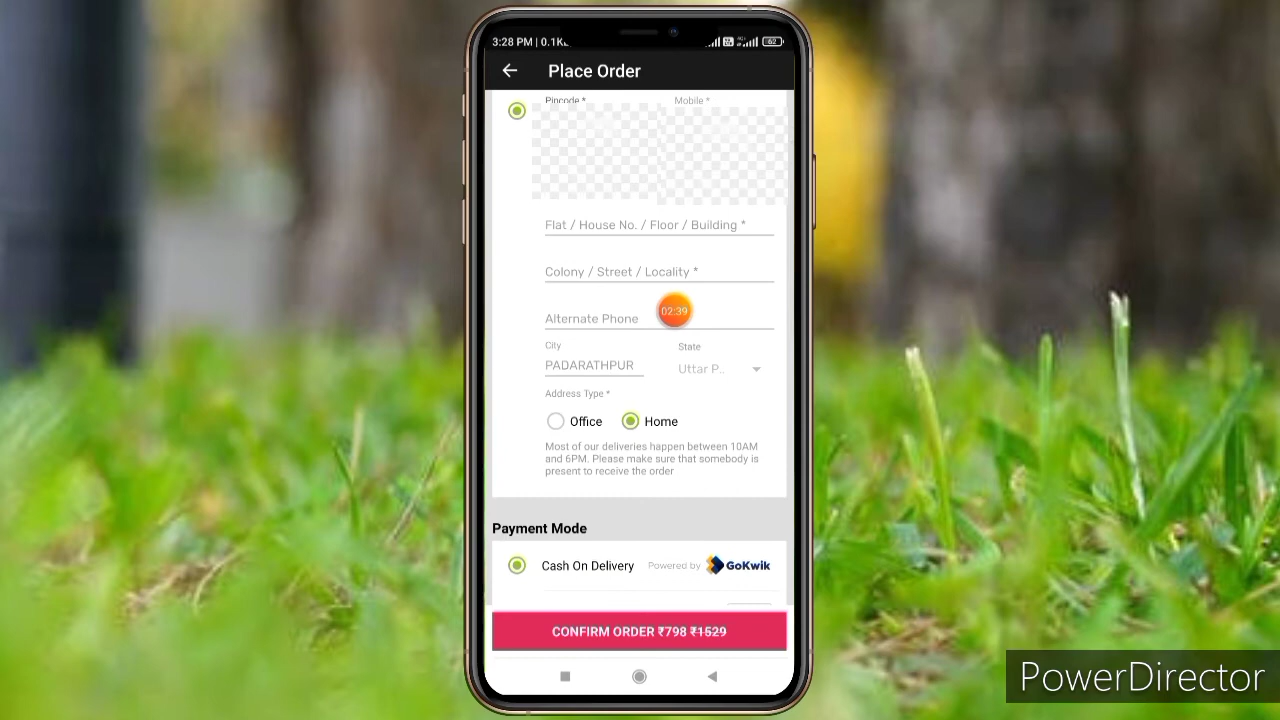 3:28 PM | 0.1K
62
Place Order
Pincode * Mobile *
Flat / House No. / Floor / Building *
Colony / Street / Locality *
Alternate Phone
02:39
City State
PADARATHPUR Uttar P..
Address Type *
Office Home
Most of our deliveries happen between 10AM
and 6PM. Please make sure that somebody is
present to receive the order
Payment Mode
Cash On Delivery Powered by GoKwik
CONFIRM ORDER ₹798 ₹1529
PowerDirector